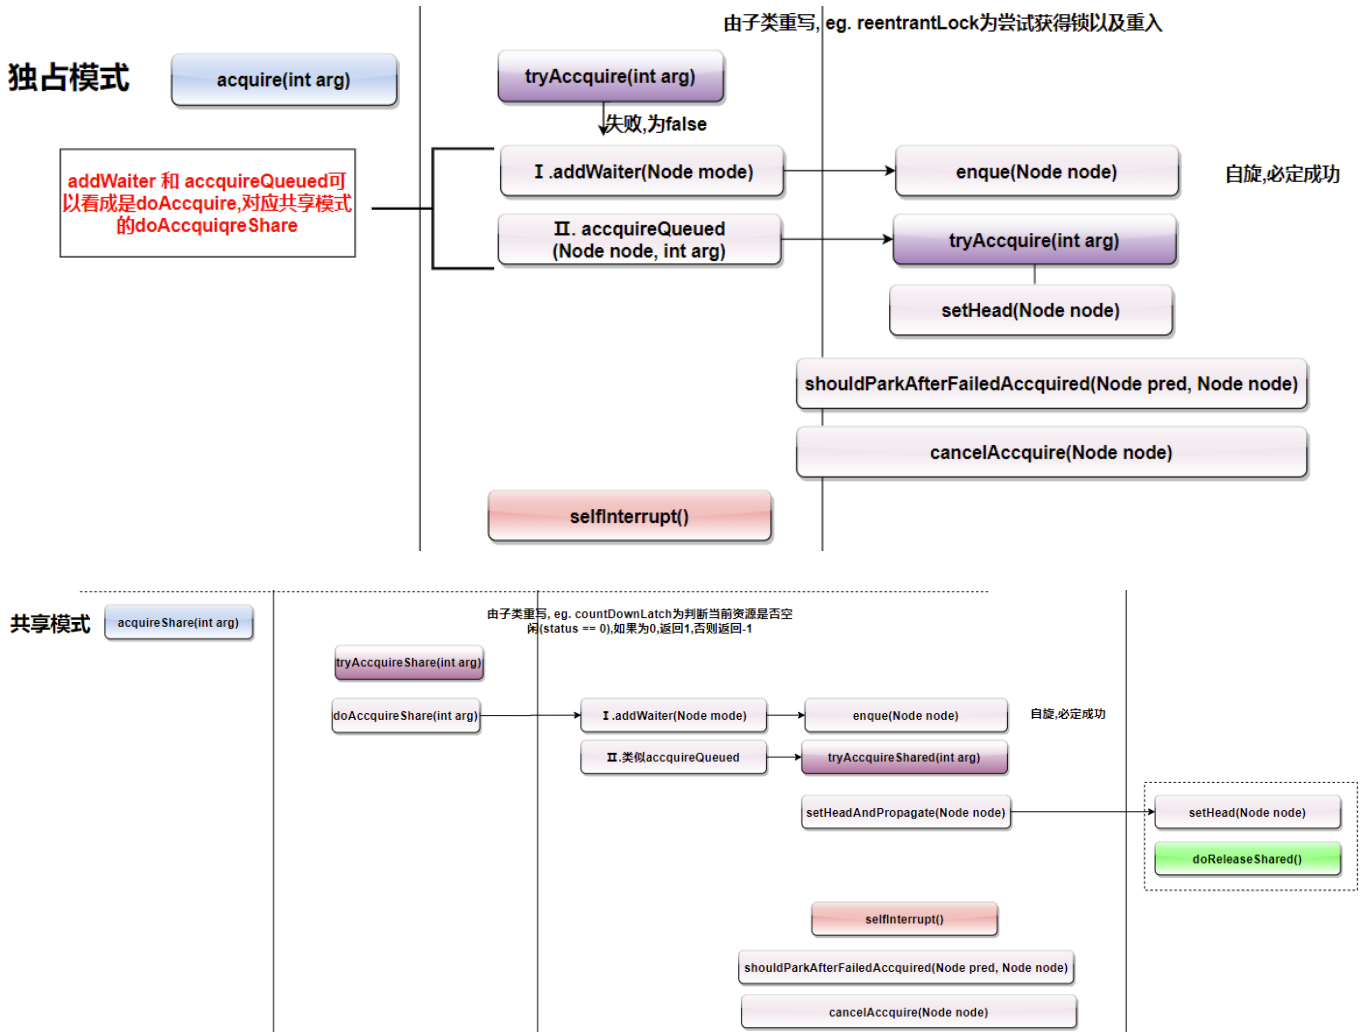 由子类重写, eg. reentrantLock为尝试获得锁以及重入
独占模式
acquire(int arg)
tryAccquire(int arg)
失败,为false
addWaiter 和 accquireQueued可
以看成是doAccquire,对应共享模式
的doAccquiqreShare
Ⅰ.addWaiter(Node mode)
enque(Node node)
自旋,必定成功
Ⅱ. accquireQueued
(Node node, int arg)
tryAccquire(int arg)
setHead(Node node)
shouldParkAfterFailedAccquired(Node pred, Node node)
cancelAccquire(Node node)
selfInterrupt()
共享模式
acquireShare(int arg)
由子类重写, eg. countDownLatch为判断当前资源是否空
闲(status == 0),如果为0,返回1,否则返回-1
tryAccquireShare(int arg)
doAccquireShare(int arg)
Ⅰ.addWaiter(Node mode)
enque(Node node)
自旋,必定成功
Ⅱ.类似accquireQueued
tryAccquireShared(int arg)
setHeadAndPropagate(Node node)
setHead(Node node)
doReleaseShared()
selfInterrupt()
shouldParkAfterFailedAccquired(Node pred, Node node)
cancelAccquire(Node node)